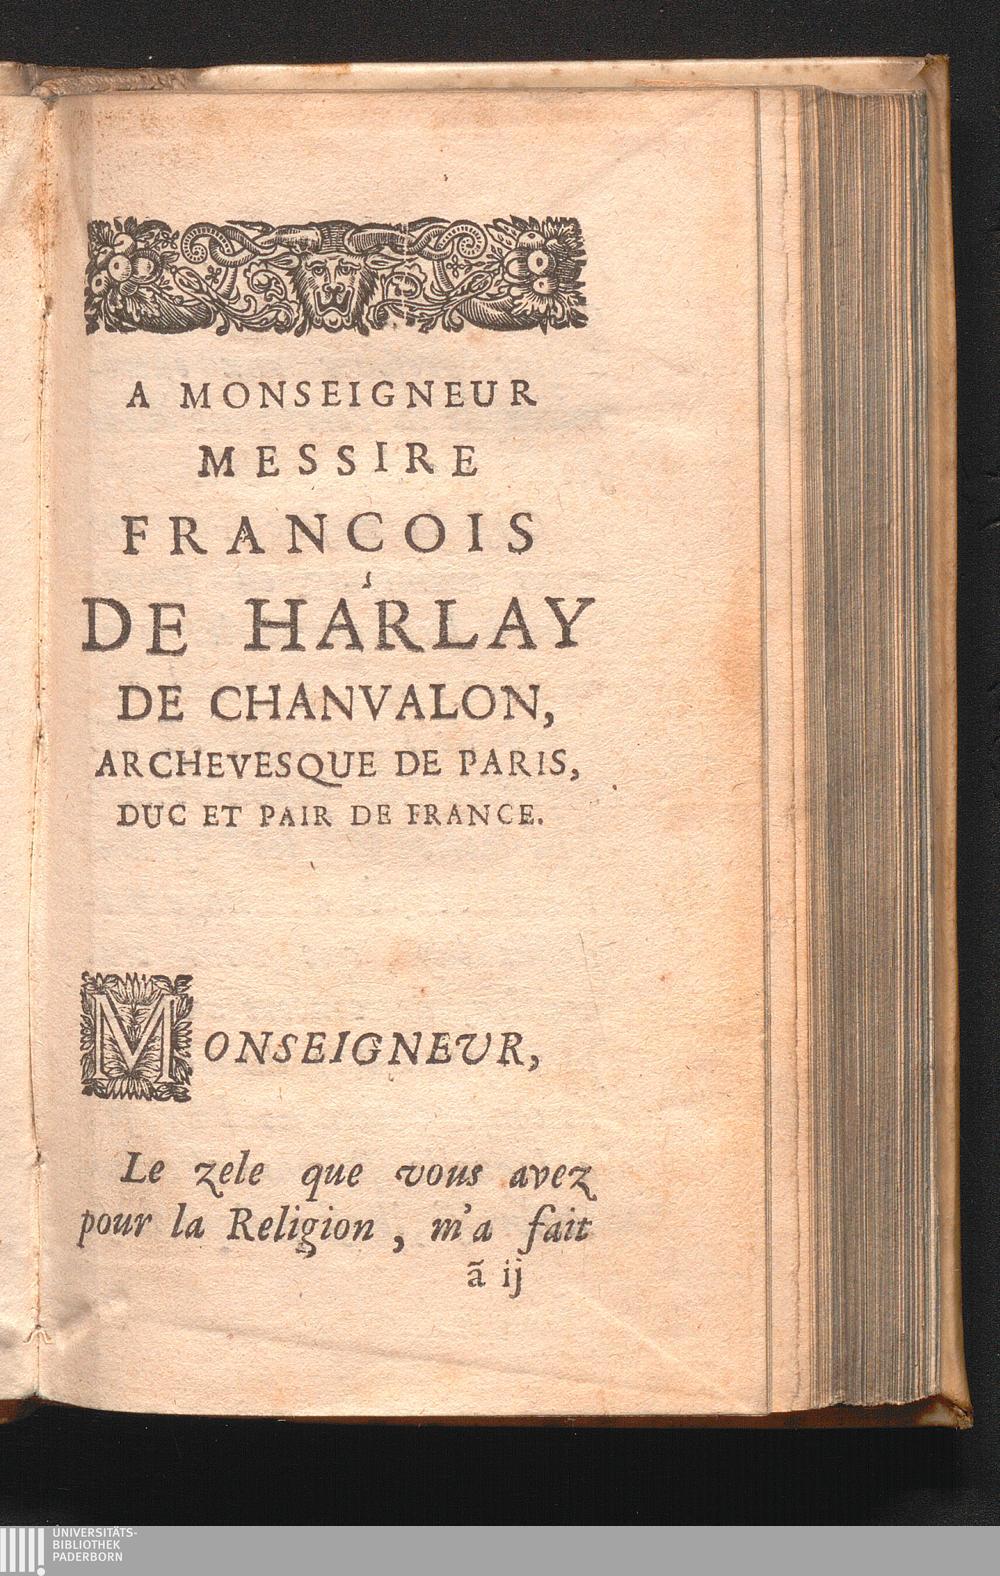 A MONSEIGNEUR
MESSIRE
FRANCOIS
DE HARLAY
DE CHANVALON,
ARCHEVESQUE DE PARIS,
DUC ET PAIR DE FRANCE.
MONSEIGNEVR,
Le zele que vous avez
pour la Religion, m'a fait
ã ij
UNIVERSITÄTS-
BIBLIOTHEK
PADERBORN